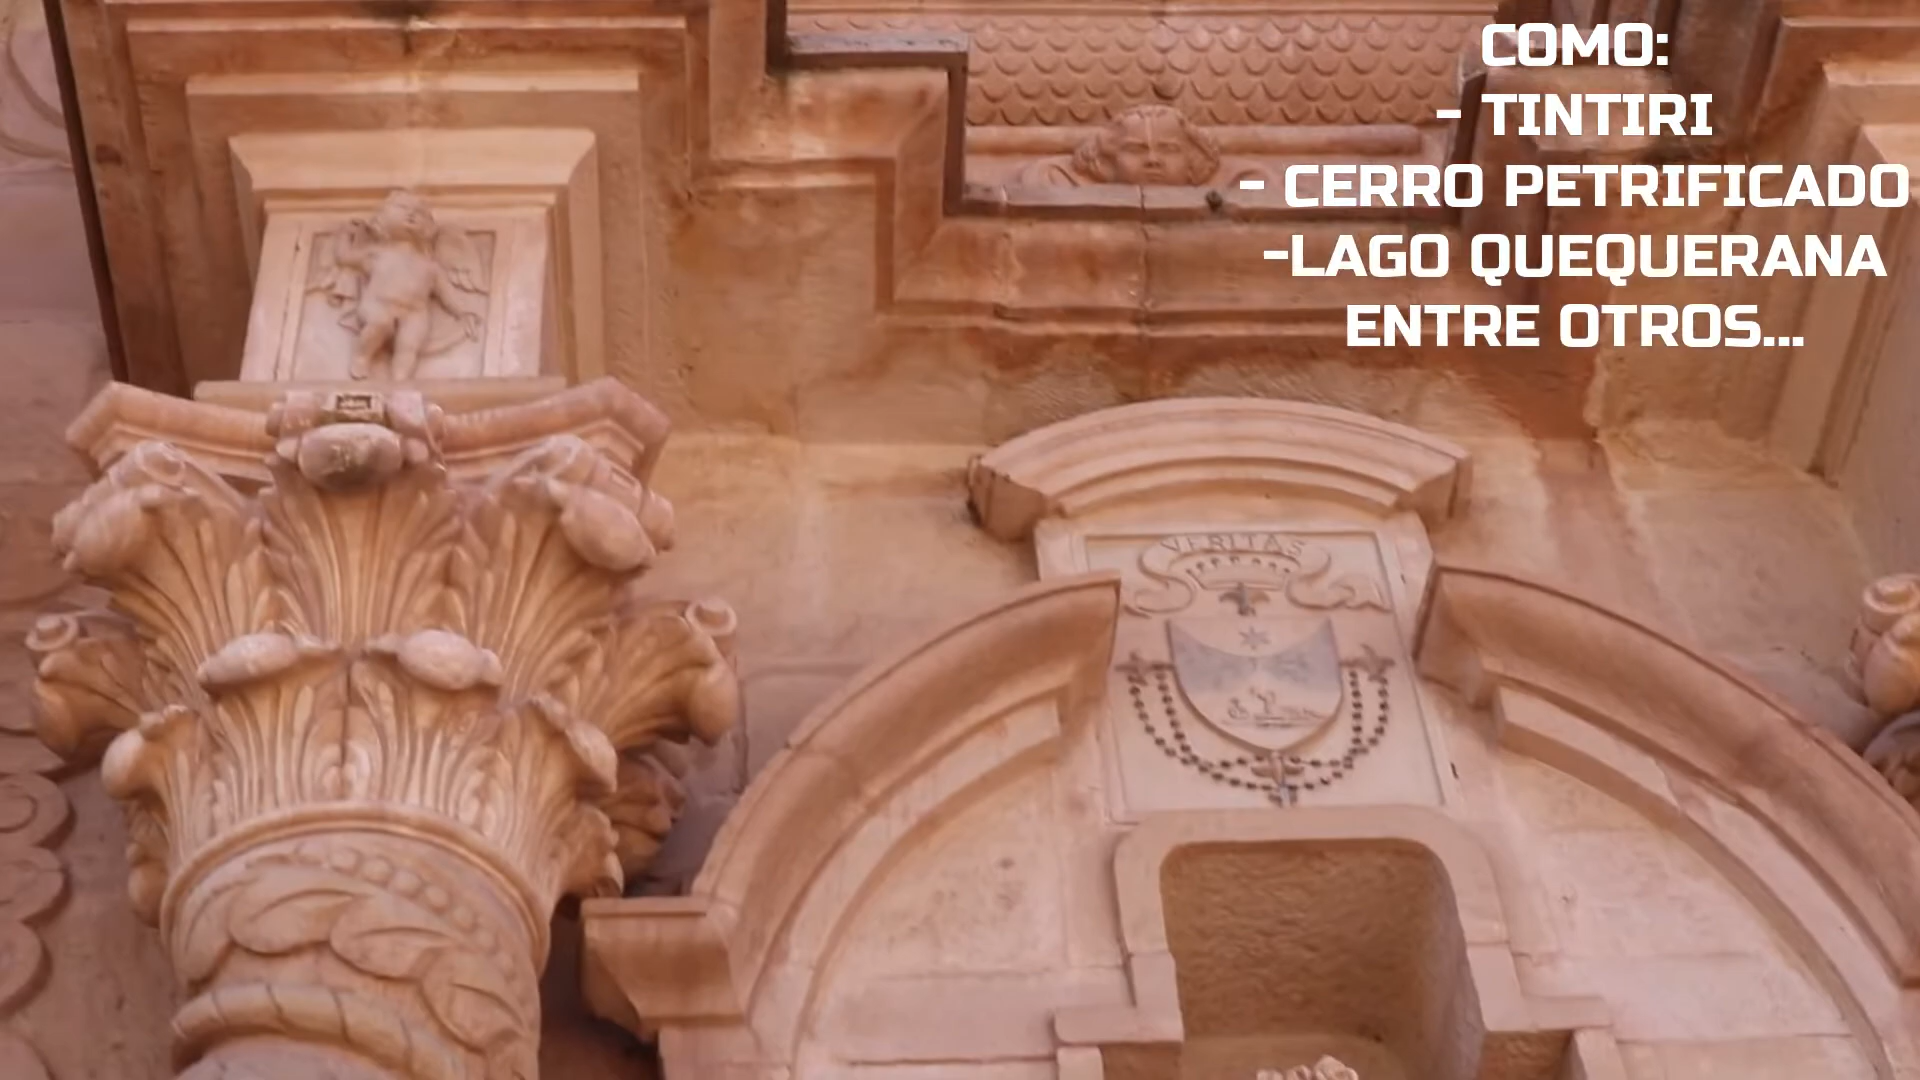 COMO:
- TINTIRI
- CERRO PETRIFICADO
-LAGO QUEQUERANA
ENTRE OTROS...
VERITAS